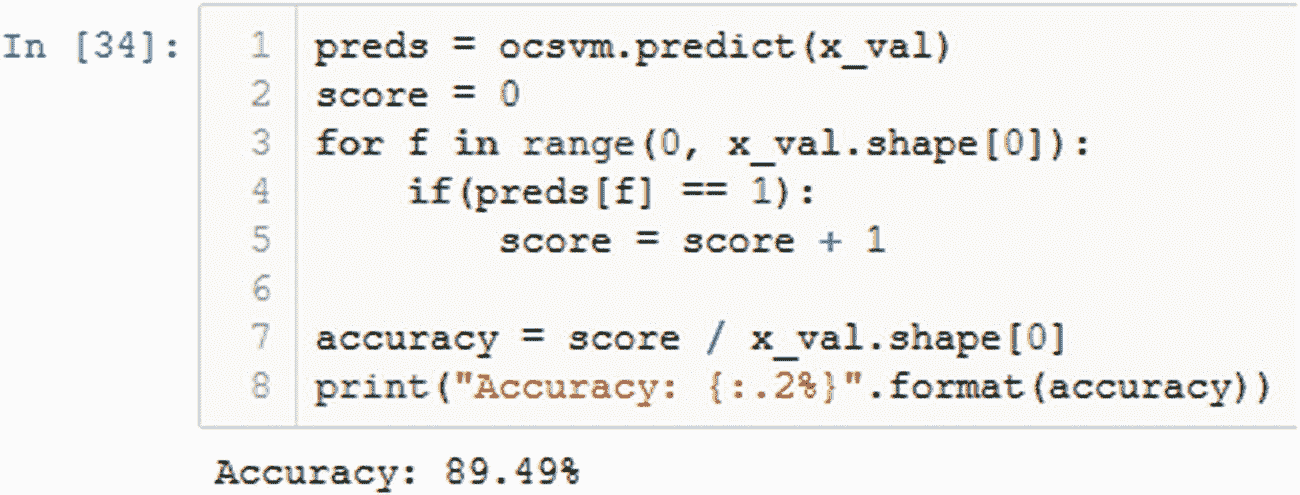 In [34]:
1 preds = ocsvm.predict(x_val)
2 score = 0
3 for f in range(0, x_val.shape[0]):
4     if(preds[f] == 1):
5         score = score + 1
6
7 accuracy = score / x_val.shape[0]
8 print("Accuracy: {:.2%}".format(accuracy))
Accuracy: 89.49%